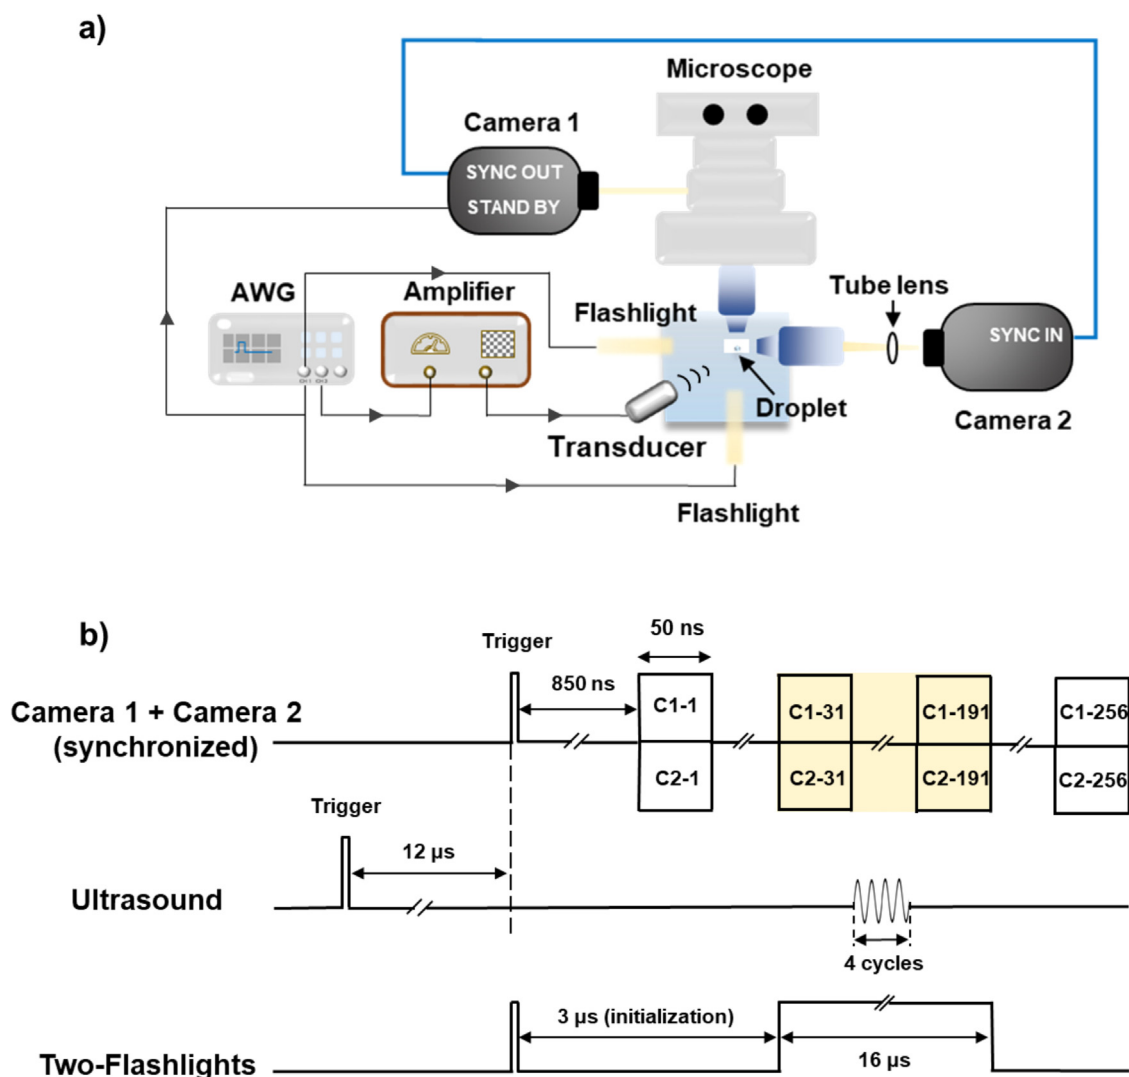 a)
Microscope
Camera 1
SYNC OUT
STAND BY
AWG
Amplifier
Flashlight
Tube lens
SYNC IN
CH1 CH2
Droplet
Camera 2
Transducer
Flashlight
b)
Trigger
50 ns
850 ns
Camera 1 + Camera 2
(synchronized)
C1-1
C1-31
C1-191
C1-256
C2-1
C2-31
C2-191
C2-256
Trigger
12 µs
Ultrasound
4 cycles
3 µs (initialization)
Two-Flashlights
16 µs